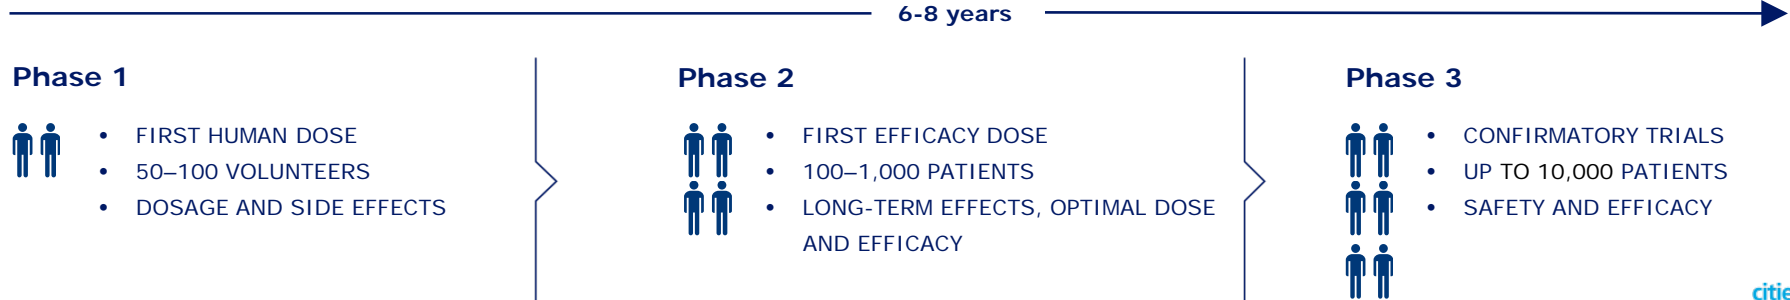 6-8 years
Phase 1
• FIRST HUMAN DOSE
• 50–100 VOLUNTEERS
• DOSAGE AND SIDE EFFECTS
Phase 2
• FIRST EFFICACY DOSE
• 100–1,000 PATIENTS
• LONG-TERM EFFECTS, OPTIMAL DOSE
AND EFFICACY
Phase 3
• CONFIRMATORY TRIALS
• UP TO 10,000 PATIENTS
• SAFETY AND EFFICACY